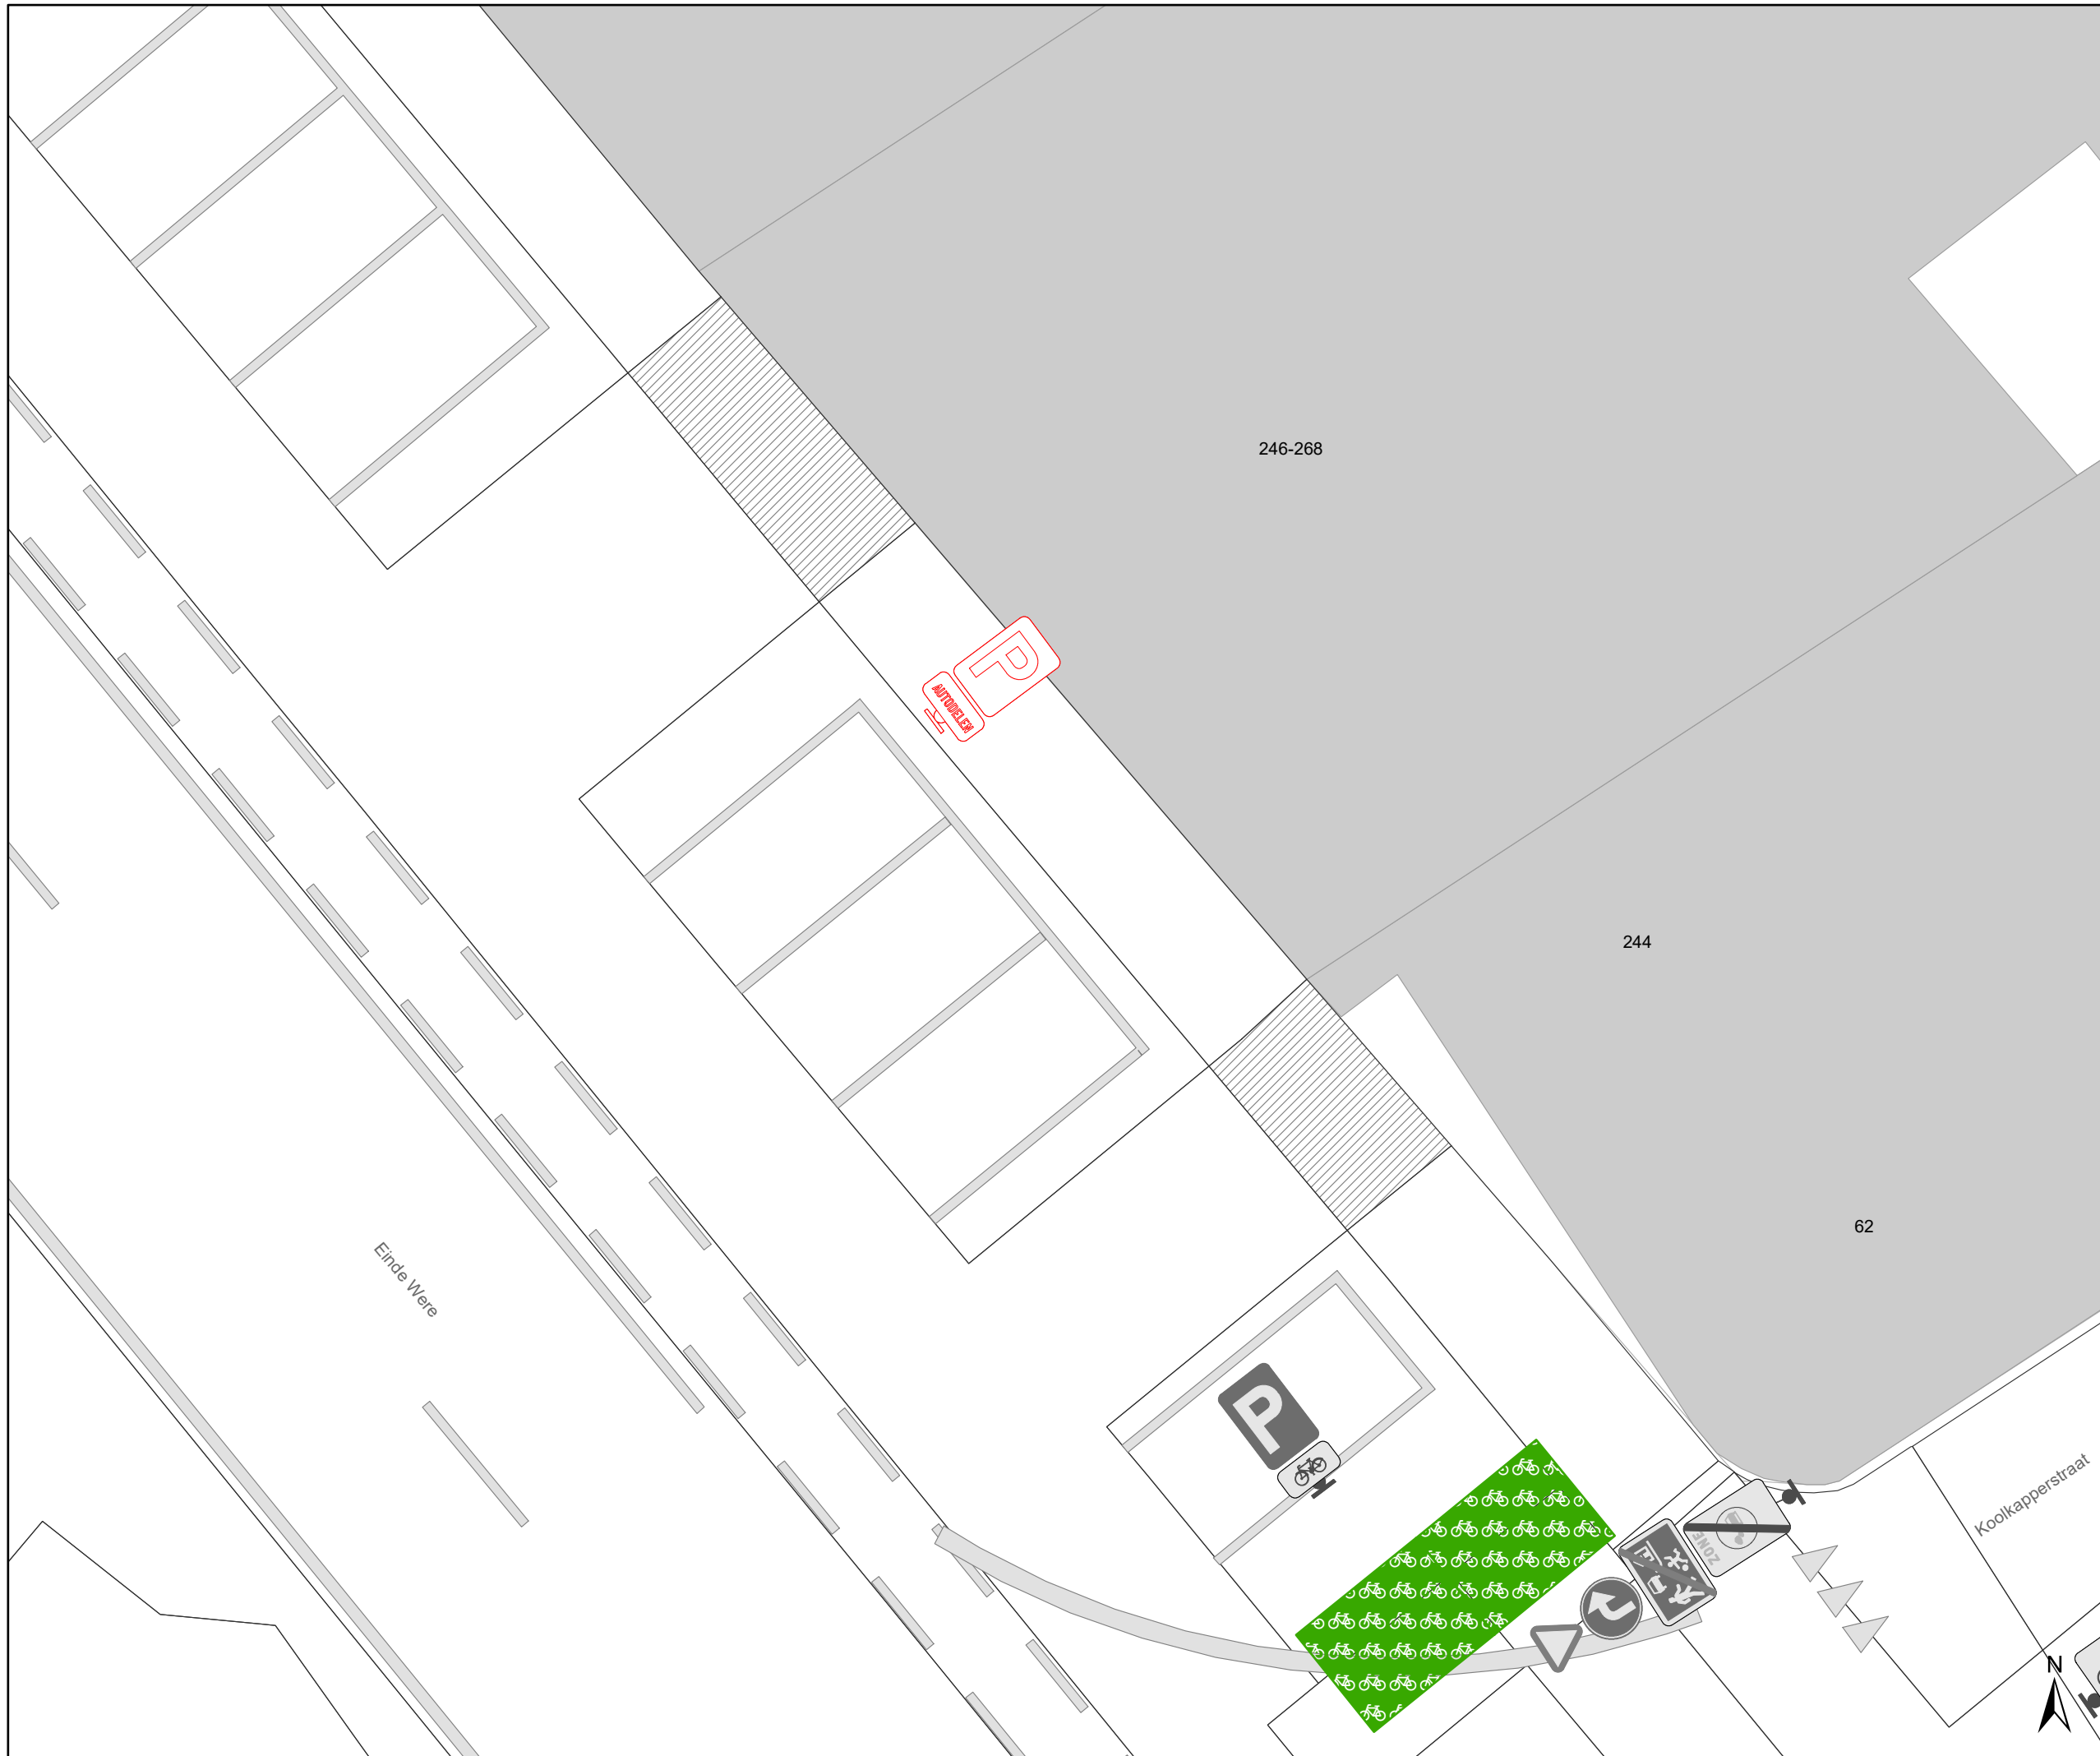 246-268
P
AUTODELEN
244
62
Einde Were
P
Koolkapperstraat
ZONE
N